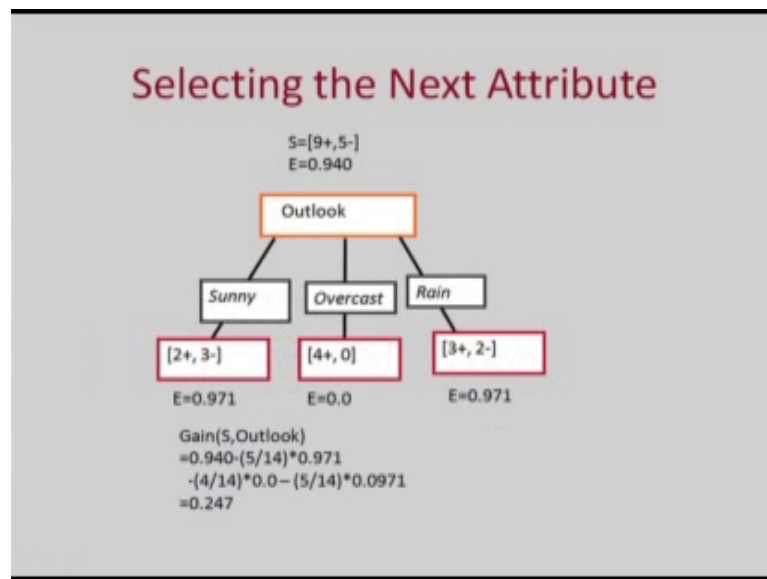 Selecting the Next Attribute
S=[9+,5-]
E=0.940
Outlook
Sunny
Overcast
Rain
[2+, 3-]
[4+, 0]
[3+, 2-]
E=0.971
E=0.0
E=0.971
Gain(S,Outlook)
=0.940-(5/14)*0.971
-(4/14)*0.0–(5/14)*0.0971
=0.247